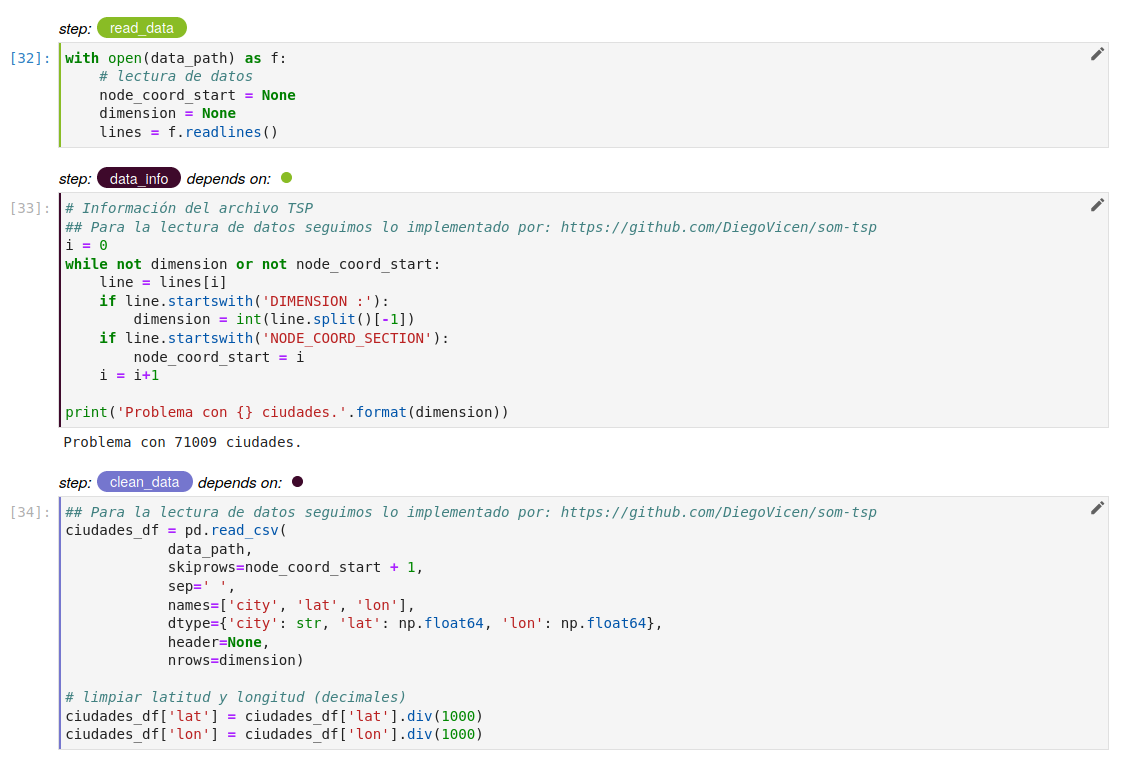 step: read_data
[32]: with open(data_path) as f:
    # lectura de datos
    node_coord_start = None
    dimension = None
    lines = f.readlines()
step: data_info depends on:
[33]: # Información del archivo TSP
## Para la lectura de datos seguimos lo implementado por: https://github.com/DiegoVicen/som-tsp
i = 0
while not dimension or not node_coord_start:
    line = lines[i]
    if line.startswith('DIMENSION :'):
        dimension = int(line.split()[-1])
    if line.startswith('NODE_COORD_SECTION'):
        node_coord_start = i
    i = i+1
print('Problema con {} ciudades.'.format(dimension))
Problema con 71009 ciudades.
step: clean_data depends on:
[34]: ## Para la lectura de datos seguimos lo implementado por: https://github.com/DiegoVicen/som-tsp
ciudades_df = pd.read_csv(
            data_path,
            skiprows=node_coord_start + 1,
            sep=' ',
            names=['city', 'lat', 'lon'],
            dtype={'city': str, 'lat': np.float64, 'lon': np.float64},
            header=None,
            nrows=dimension)
# limpiar latitud y longitud (decimales)
ciudades_df['lat'] = ciudades_df['lat'].div(1000)
ciudades_df['lon'] = ciudades_df['lon'].div(1000)